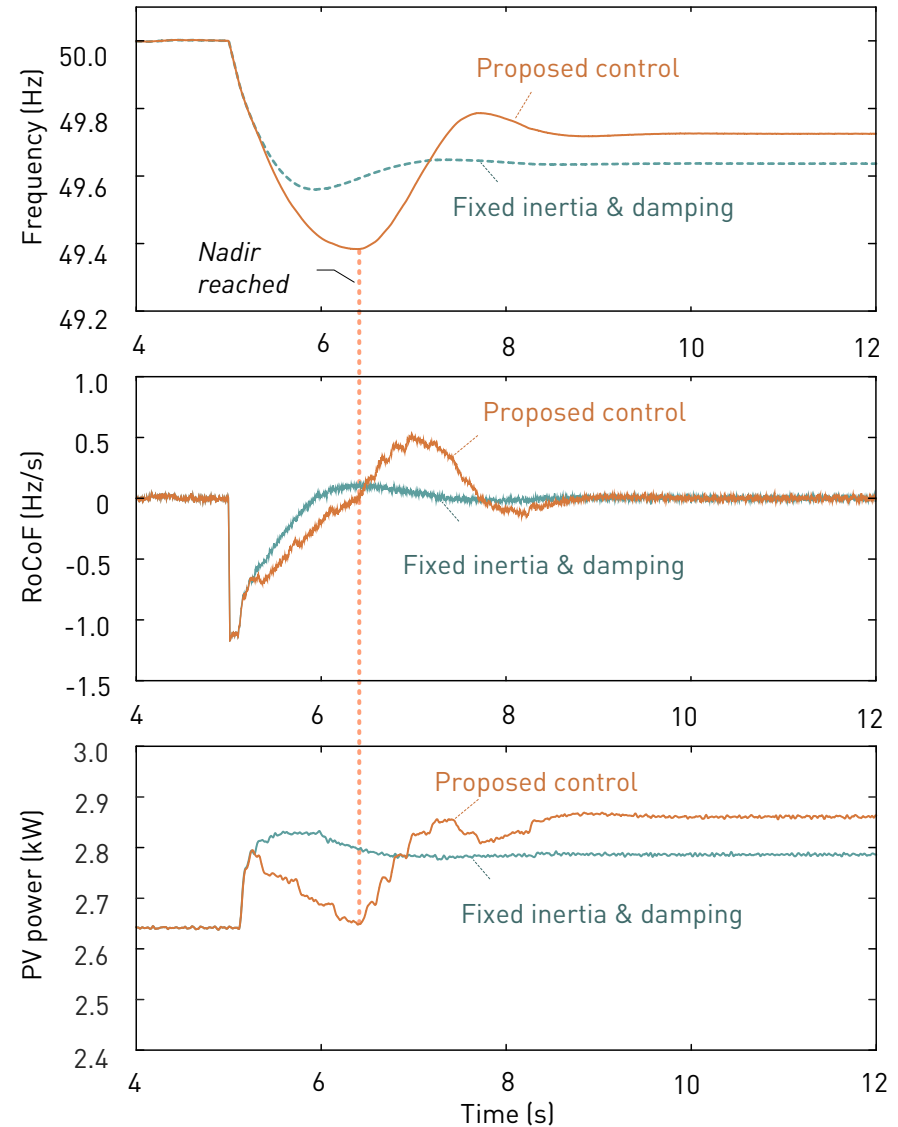 50.0
Proposed control
49.8
Frequency (Hz)
49.6
Fixed inertia & damping
Nadir
reached
49.4
49.2
4
6
8
10
12
1.0
Proposed control
0.5
RoCoF (Hz/s)
0
Fixed inertia & damping
-0.5
-1.0
-1.5
4
6
8
10
12
3.0
Proposed control
2.9
PV power (kW)
2.8
Fixed inertia & damping
2.7
2.6
2.5
2.4
4
6
8
10
12
Time (s)